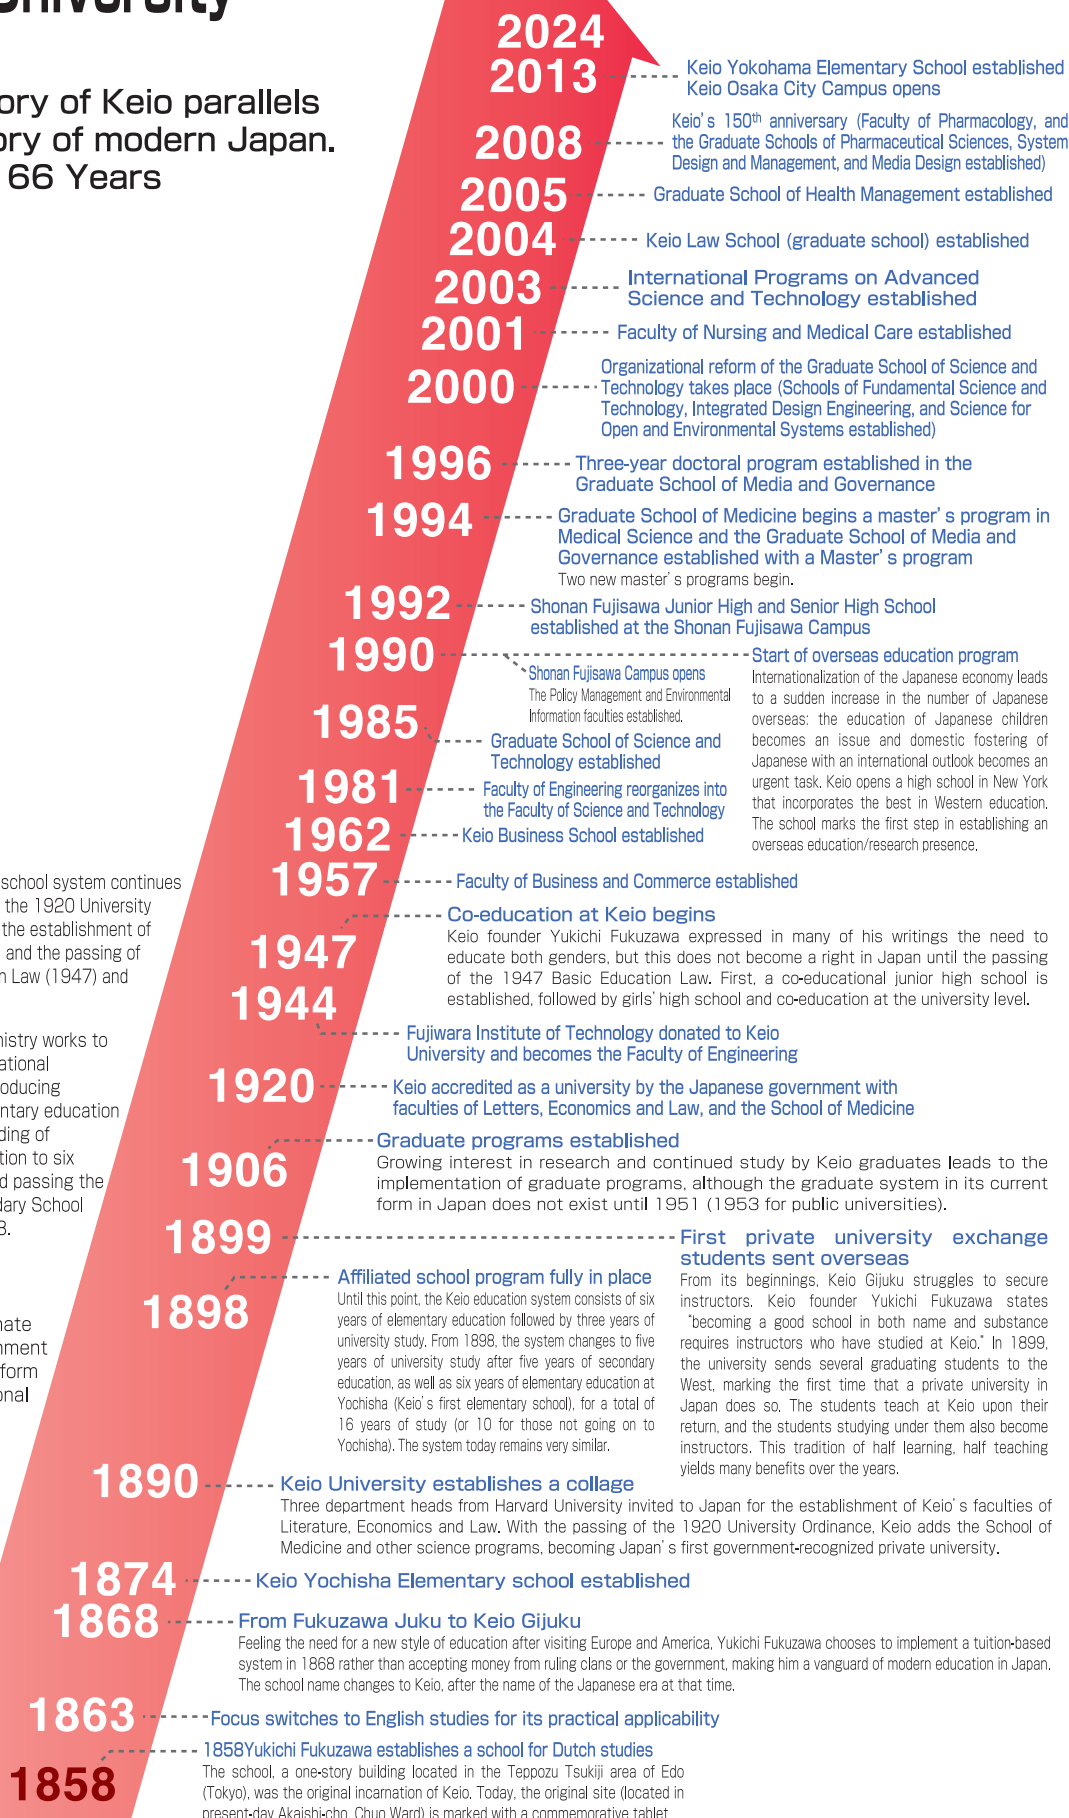 University
ory of Keio parallels
ory of modern Japan.
66 Years
2024
2013
Keio Yokohama Elementary School established
Keio Osaka City Campus opens
2008
Keio's 150th anniversary (Faculty of Pharmacology, and
the Graduate Schools of Pharmaceutical Sciences, System
Design and Management, and Media Design established)
2005
Graduate School of Health Management established
2004
Keio Law School (graduate school) established
2003
International Programs on Advanced
Science and Technology established
2001
Faculty of Nursing and Medical Care established
2000
Organizational reform of the Graduate School of Science and
Technology takes place (Schools of Fundamental Science and
Technology, Integrated Design Engineering, and Science for
Open and Environmental Systems established)
1996
Three-year doctoral program established in the
Graduate School of Media and Governance
1994
Graduate School of Medicine begins a master's program in
Medical Science and the Graduate School of Media and
Governance established with a Master's program
Two new master's programs begin.
1992
Shonan Fujisawa Junior High and Senior High School
established at the Shonan Fujisawa Campus
1990
Shonan Fujisawa Campus opens
The Policy Management and Environmental
Information faculties established.
Start of overseas education program
Internationalization of the Japanese economy leads
to a sudden increase in the number of Japanese
overseas: the education of Japanese children
becomes an issue and domestic fostering of
Japanese with an international outlook becomes an
urgent task. Keio opens a high school in New York
that incorporates the best in Western education.
The school marks the first step in establishing an
overseas education/research presence.
1985
Graduate School of Science and
Technology established
1981
Faculty of Engineering reorganizes into
the Faculty of Science and Technology
1962
Keio Business School established
1957
Faculty of Business and Commerce established
school system continues
the 1920 University
the establishment of
and the passing of
n Law (1947) and
1947
Co-education at Keio begins
Keio founder Yukichi Fukuzawa expressed in many of his writings the need to
educate both genders, but this does not become a right in Japan until the passing
of the 1947 Basic Education Law. First, a co-educational junior high school is
established, followed by girls' high school and co-education at the university level.
1944
Fujiwara Institute of Technology donated to Keio
University and becomes the Faculty of Engineering
nistry works to
ational
oducing
entary education
ding of
tion to six
d passing the
dary School
8.
1920
Keio accredited as a university by the Japanese government with
faculties of Letters, Economics and Law, and the School of Medicine
1906
Graduate programs established
Growing interest in research and continued study by Keio graduates leads to the
implementation of graduate programs, although the graduate system in its current
form in Japan does not exist until 1951 (1953 for public universities).
1899
First private university exchange
students sent overseas
From its beginnings, Keio Gijuku struggles to secure
instructors. Keio founder Yukichi Fukuzawa states
"becoming a good school in both name and substance
requires instructors who have studied at Keio." In 1899,
the university sends several graduating students to the
West, marking the first time that a private university in
Japan does so. The students teach at Keio upon their
return, and the students studying under them also become
instructors. This tradition of half learning, half teaching
yields many benefits over the years.
1898
Affiliated school program fully in place
Until this point, the Keio education system consists of six
years of elementary education followed by three years of
university study. From 1898, the system changes to five
years of university study after five years of secondary
education, as well as six years of elementary education at
Yochisha (Keio's first elementary school), for a total of
16 years of study (or 10 for those not going on to
Yochisha). The system today remains very similar.
nate
nment
form
onal
1890
Keio University establishes a collage
Three department heads from Harvard University invited to Japan for the establishment of Keio's faculties of
Literature, Economics and Law. With the passing of the 1920 University Ordinance, Keio adds the School of
Medicine and other science programs, becoming Japan's first government-recognized private university.
1874
Keio Yochisha Elementary school established
1868
From Fukuzawa Juku to Keio Gijuku
Feeling the need for a new style of education after visiting Europe and America, Yukichi Fukuzawa chooses to implement a tuition-based
system in 1868 rather than accepting money from ruling clans or the government, making him a vanguard of modern education in Japan.
The school name changes to Keio, after the name of the Japanese era at that time.
1863
Focus switches to English studies for its practical applicability
1858
1858Yukichi Fukuzawa establishes a school for Dutch studies
The school, a one-story building located in the Teppozu Tsukiji area of Edo
(Tokyo), was the original incarnation of Keio. Today, the original site (located in
present-day Akaishi-cho, Chuo Ward) is marked with a commemorative tablet